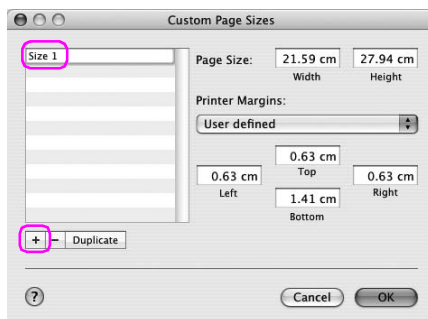 Custom Page Sizes
Size 1
Page Size: 21.59 cm 27.94 cm
Width Height
Printer Margins:
User defined
0.63 cm
Top
0.63 cm 0.63 cm
Left Right
1.41 cm
Bottom
+ − Duplicate
? Cancel OK